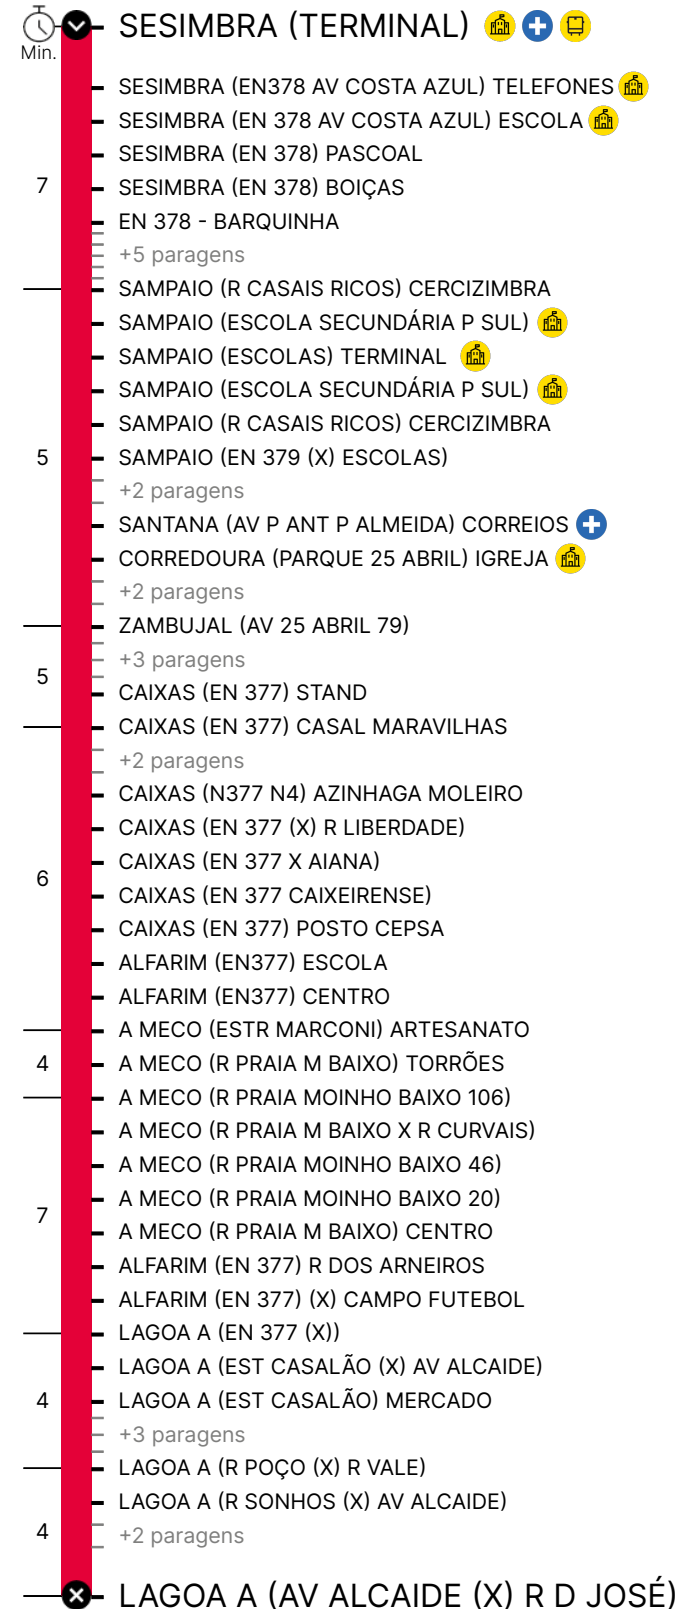 SESIMBRA (TERMINAL)
Min.
SESIMBRA (EN378 AV COSTA AZUL) TELEFONES
SESIMBRA (EN 378 AV COSTA AZUL) ESCOLA
SESIMBRA (EN 378) PASCOAL
7
SESIMBRA (EN 378) BOIÇAS
EN 378 - BARQUINHA
+5 paragens
SAMPAIO (R CASAIS RICOS) CERCIZIMBRA
SAMPAIO (ESCOLA SECUNDÁRIA P SUL)
SAMPAIO (ESCOLAS) TERMINAL
SAMPAIO (ESCOLA SECUNDÁRIA P SUL)
SAMPAIO (R CASAIS RICOS) CERCIZIMBRA
5
SAMPAIO (EN 379 (X) ESCOLAS)
+2 paragens
SANTANA (AV P ANT P ALMEIDA) CORREIOS
CORREDOURA (PARQUE 25 ABRIL) IGREJA
+2 paragens
ZAMBUJAL (AV 25 ABRIL 79)
+3 paragens
5
CAIXAS (EN 377) STAND
CAIXAS (EN 377) CASAL MARAVILHAS
+2 paragens
CAIXAS (N377 N4) AZINHAGA MOLEIRO
CAIXAS (EN 377 (X) R LIBERDADE)
CAIXAS (EN 377 X AIANA)
6
CAIXAS (EN 377 CAIXEIRENSE)
CAIXAS (EN 377) POSTO CEPSA
ALFARIM (EN377) ESCOLA
ALFARIM (EN377) CENTRO
A MECO (ESTR MARCONI) ARTESANATO
4
A MECO (R PRAIA M BAIXO) TORRÕES
A MECO (R PRAIA MOINHO BAIXO 106)
A MECO (R PRAIA M BAIXO X R CURVAIS)
A MECO (R PRAIA MOINHO BAIXO 46)
A MECO (R PRAIA MOINHO BAIXO 20)
7
A MECO (R PRAIA M BAIXO) CENTRO
ALFARIM (EN 377) R DOS ARNEIROS
ALFARIM (EN 377) (X) CAMPO FUTEBOL
LAGOA A (EN 377 (X))
LAGOA A (EST CASALÃO (X) AV ALCAIDE)
4
LAGOA A (EST CASALÃO) MERCADO
+3 paragens
LAGOA A (R POÇO (X) R VALE)
LAGOA A (R SONHOS (X) AV ALCAIDE)
4
+2 paragens
LAGOA A (AV ALCAIDE (X) R D JOSÉ)